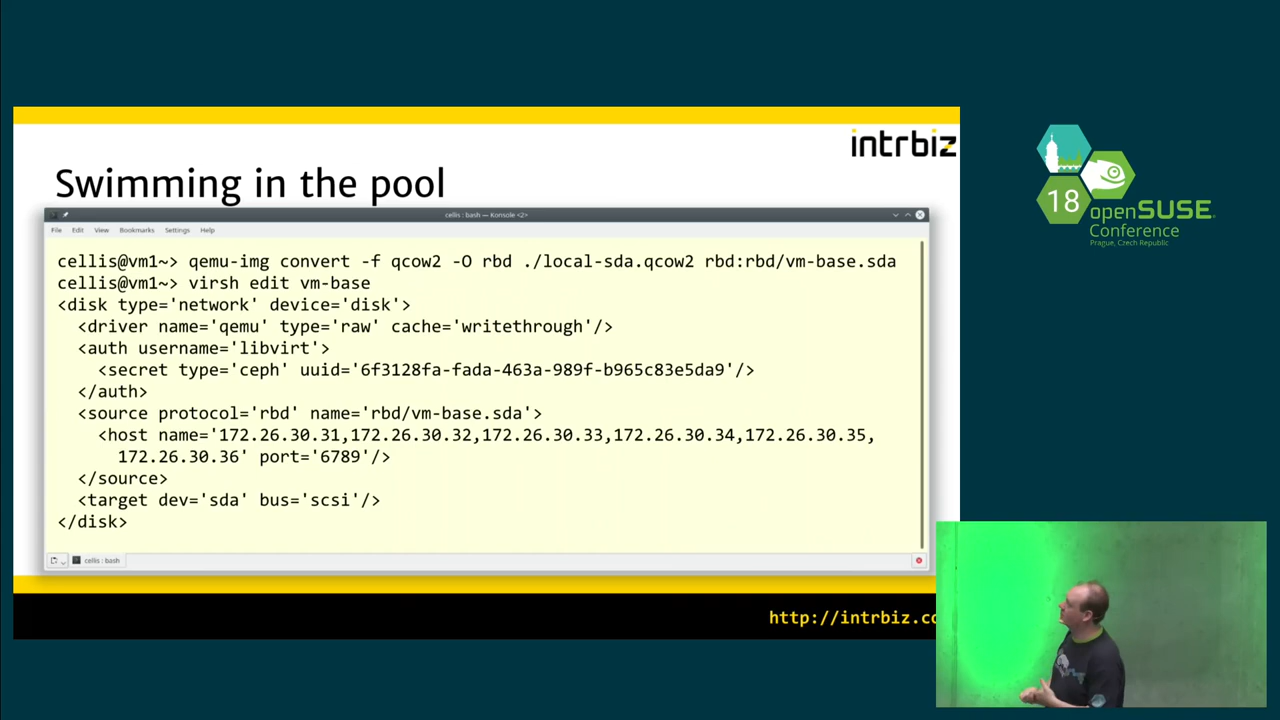 intrbiz
Swimming in the pool
cellis : bash — Konsole <2>
File Edit View Bookmarks Settings Help
cellis@vm1~> qemu-img convert -f qcow2 -O rbd ./local-sda.qcow2 rbd:rbd/vm-base.sda
cellis@vm1~> virsh edit vm-base
<disk type='network' device='disk'>
<driver name='qemu' type='raw' cache='writethrough'/>
<auth username='libvirt'>
<secret type='ceph' uuid='6f3128fa-fada-463a-989f-b965c83e5da9'/>
</auth>
<source protocol='rbd' name='rbd/vm-base.sda'>
<host name='172.26.30.31,172.26.30.32,172.26.30.33,172.26.30.34,172.26.30.35,
172.26.30.36' port='6789'/>
</source>
<target dev='sda' bus='scsi'/>
</disk>
cellis : bash
http://intrbiz.co
18
openSUSE
Conference
Prague, Czech Republic